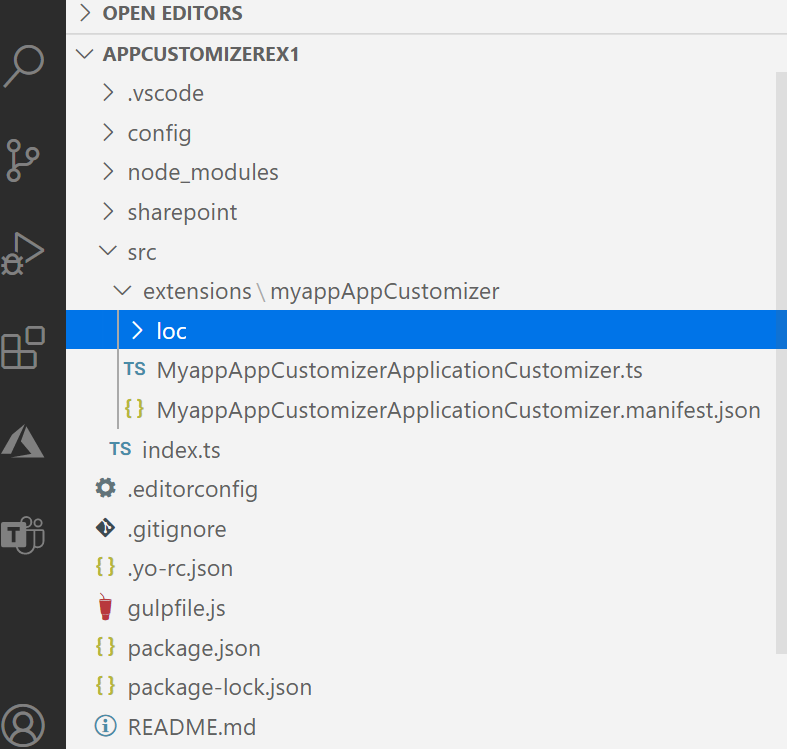 OPEN EDITORS
APPCUSTOMIZEREX1
.vscode
config
node_modules
sharepoint
src
extensions\myappAppCustomizer
loc
TS MyappAppCustomizerApplicationCustomizer.ts
{} MyappAppCustomizerApplicationCustomizer.manifest.json
TS index.ts
.editorconfig
.gitignore
{} .yo-rc.json
gulpfile.js
{} package.json
{} package-lock.json
README.md